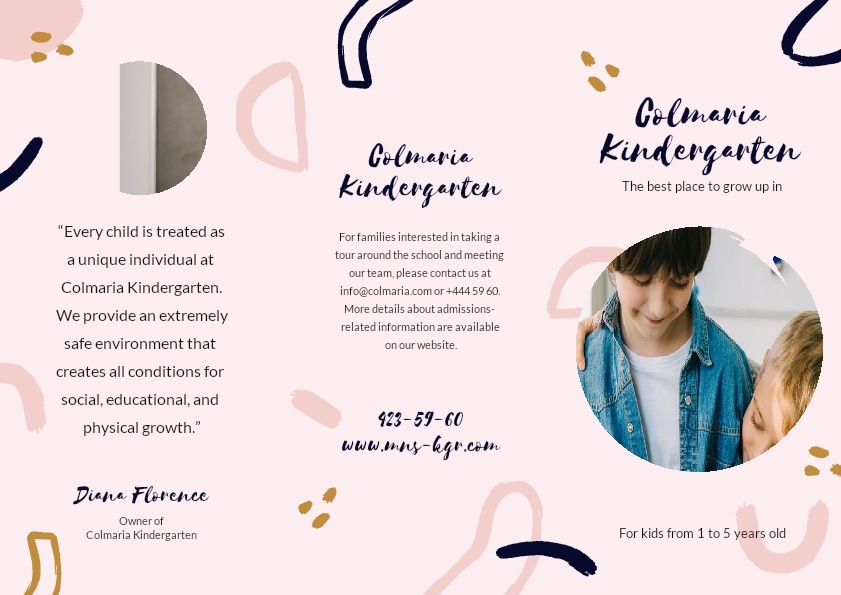 “Every child is treated as
a unique individual at
Colmaria Kindergarten.
We provide an extremely
safe environment that
creates all conditions for
social, educational, and
physical growth.”
Diana Florence
Owner of
Colmaria Kindergarten
Colmaria
Kindergarten
For families interested in taking a
tour around the school and meeting
our team, please contact us at
info@colmaria.com or +444 59 60.
More details about admissions-
related information are available
on our website.
423-59-60
www.mns-kgr.com
Colmaria
Kindergarten
The best place to grow up in
For kids from 1 to 5 years old